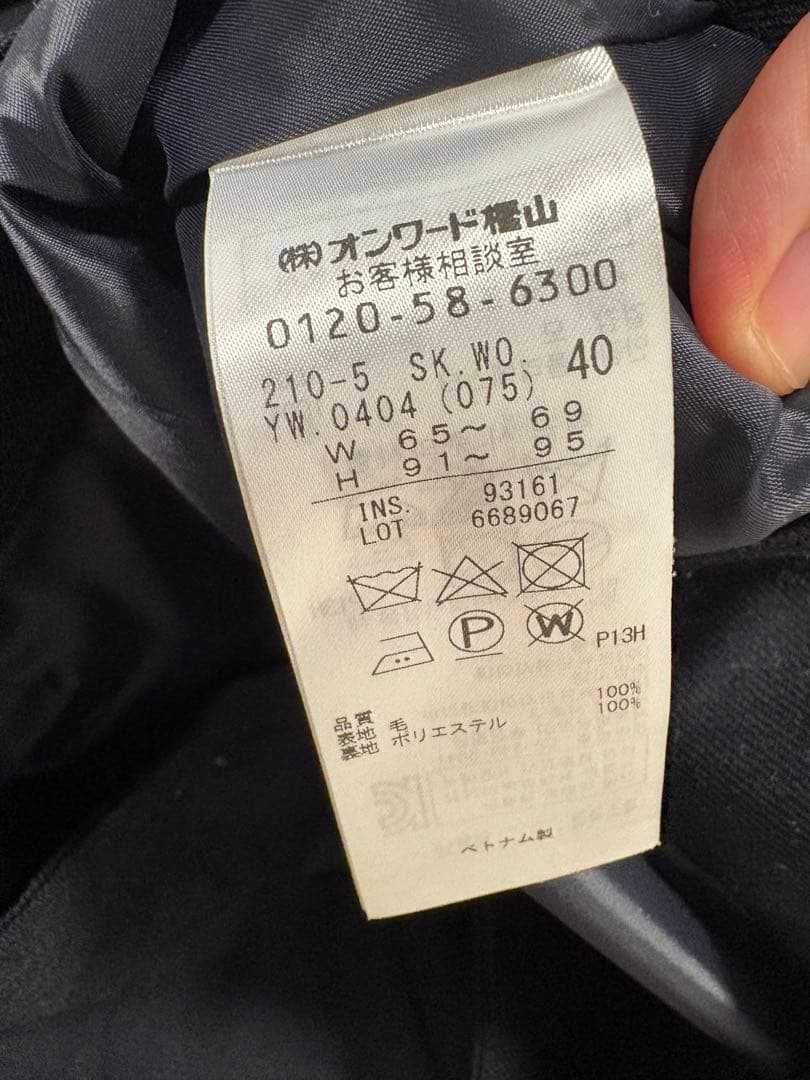 (株)オンワード樫山
お客様相談室
0120-58-6300
210-5 SK.WO. 40
YW.0404 (075)
W 65～ 69
H 91～ 95
INS. 93161
LOT 6689067
P
W
P13H
品質
表地 毛 100%
裏地 ポリエステル 100%
ベトナム製